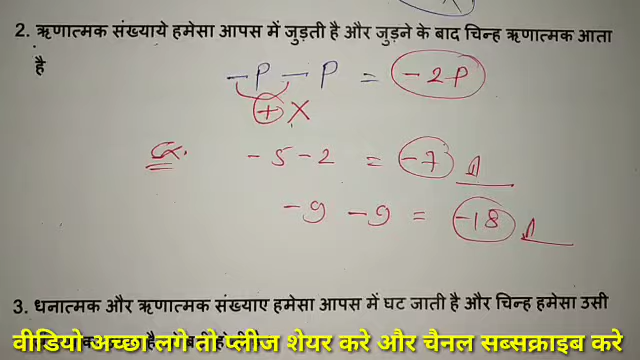 2. ऋणात्मक संख्याये हमेसा आपस में जुड़ती है और जुड़ने के बाद चिन्ह ऋणात्मक आता
है
-P -P = -2P
+ X
Ex. -5-2 = -7
-9 -9 = -18
3. धनात्मक और ऋणात्मक संख्याए हमेसा आपस में घट जाती है और चिन्ह हमेसा उसी
वीडियो अच्छा लगे तो प्लीज शेयर करे और चैनल सब्सक्राइब करे